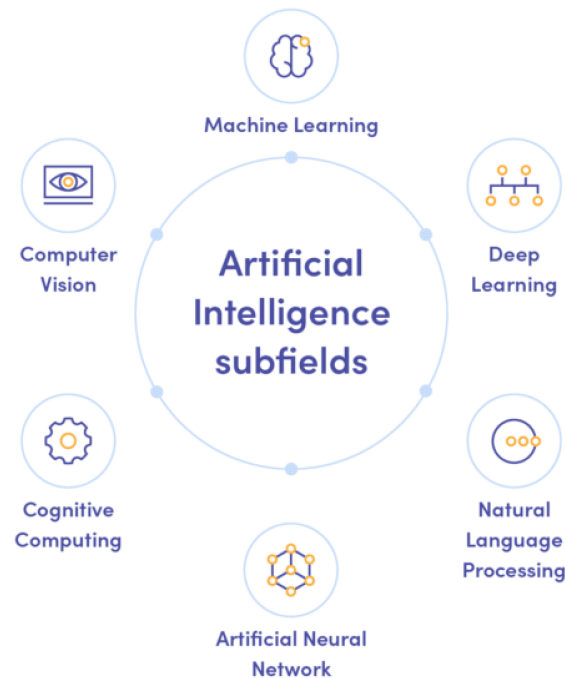 Machine Learning
Computer
Vision
Deep
Learning
Artificial
Intelligence
subfields
Cognitive
Computing
Natural
Language
Processing
Artificial Neural
Network